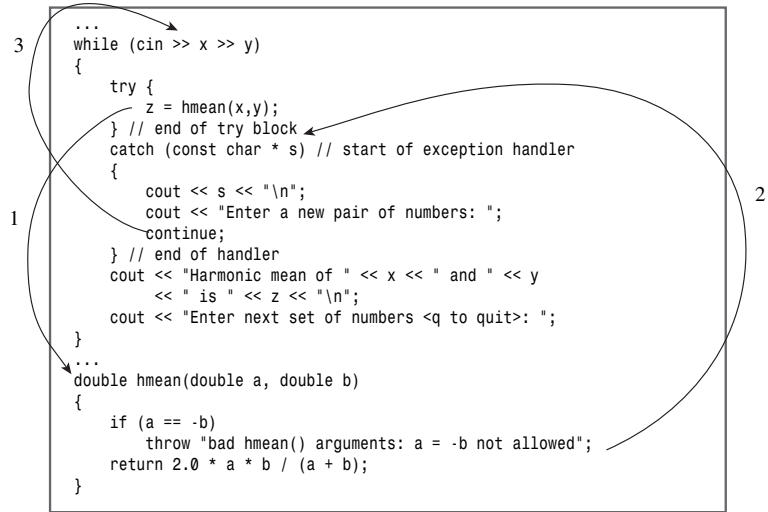 ...
while (cin >> x >> y)
{
    try {
        z = hmean(x,y);
    } // end of try block
    catch (const char * s) // start of exception handler
    {
        cout << s << "\n";
        cout << "Enter a new pair of numbers: ";
        continue;
    } // end of handler
    cout << "Harmonic mean of " << x << " and " << y
         << " is " << z << "\n";
    cout << "Enter next set of numbers <q to quit>: ";
}
...
double hmean(double a, double b)
{
    if (a == -b)
        throw "bad hmean() arguments: a = -b not allowed";
    return 2.0 * a * b / (a + b);
}
3
1
2